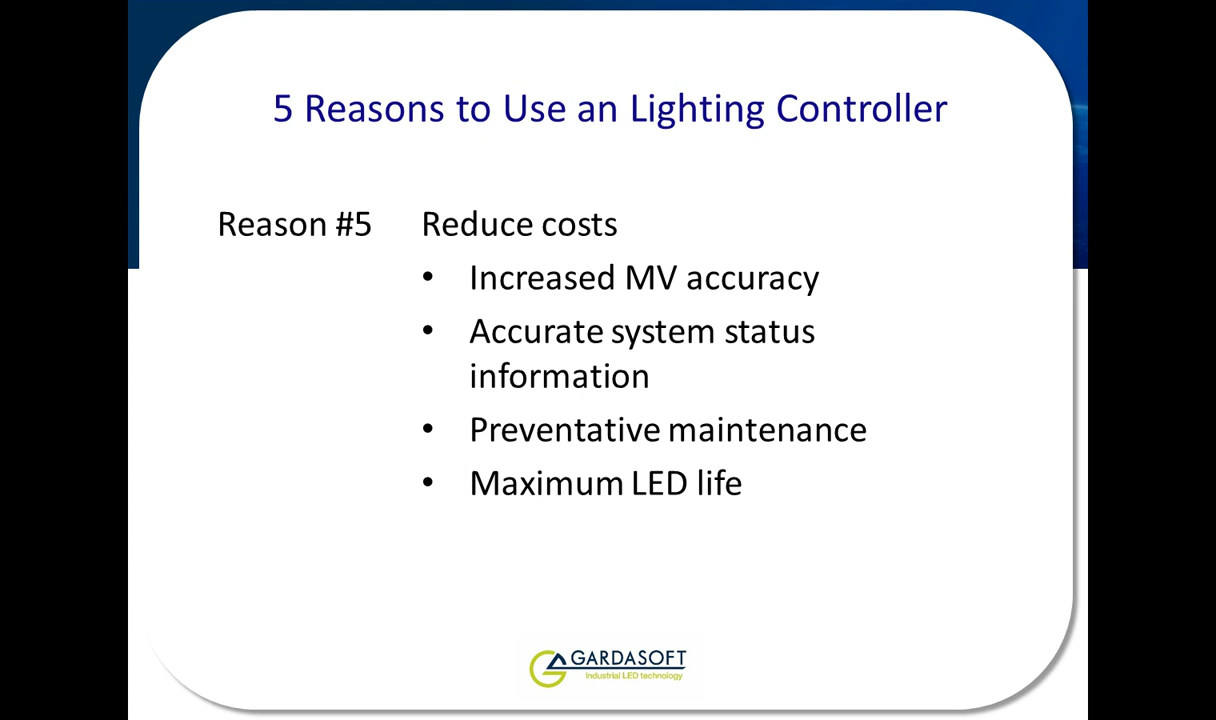 5 Reasons to Use an Lighting Controller
Reason #5 Reduce costs
• Increased MV accuracy
• Accurate system status
information
• Preventative maintenance
• Maximum LED life
GARDASOFT
Industrial LED technology